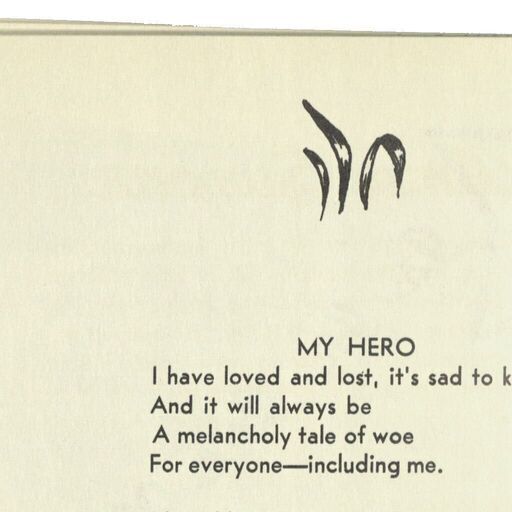 MY HERO
I have loved and lost, it's sad to
And it will always be
A melancholy tale of woe
For everyone—including me.